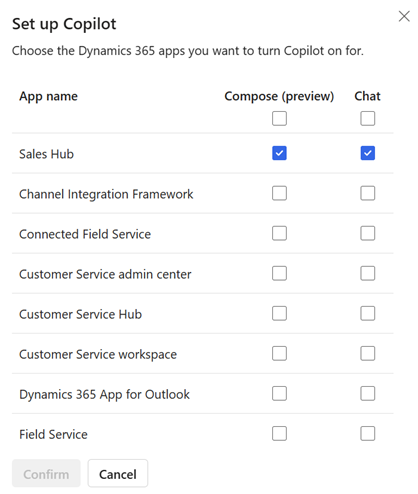 Set up Copilot
Choose the Dynamics 365 apps you want to turn Copilot on for.
App name Compose (preview) Chat
Sales Hub
Channel Integration Framework
Connected Field Service
Customer Service admin center
Customer Service Hub
Customer Service workspace
Dynamics 365 App for Outlook
Field Service
Confirm Cancel